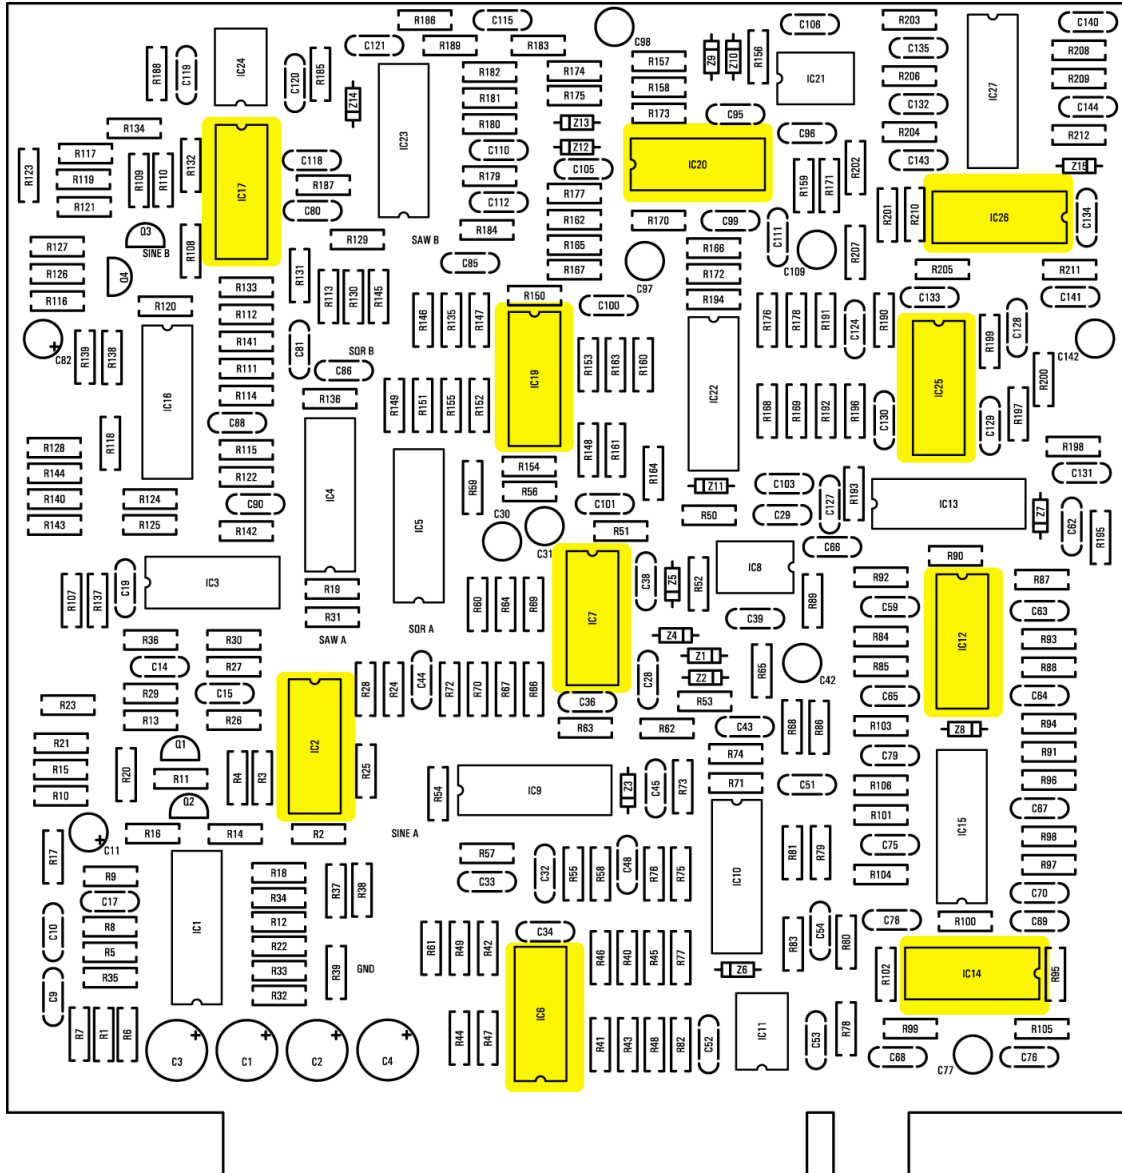 R186
C115
C98
C106
R203
C140
C121
R189
R183
R188
C119
IC24
C120
R185
Z14
IC23
R182
R181
R180
C110
R179
C112
R184
R174
R175
Z13
Z12
C105
R177
R162
R165
R167
R157
R158
R173
Z9
Z10
R156
IC21
C95
C96
C135
R206
C132
R204
C143
IC27
R208
R209
C144
R212
Z15
R134
R117
R123
R119
R121
R109
R110
R132
IC17
C118
R187
C80
R129
SAW B
C85
IC20
R170
C99
C111
R159
R171
R202
C109
R207
R201
R210
IC26
C134
R205
R211
C133
C141
Q3
SINE B
Q4
R108
R127
R126
R116
R131
R113
R130
R145
R133
R112
R141
R111
R114
C88
R115
R122
C90
R142
R120
C82
R139
R138
IC16
C81
SQR B
C86
R136
R146
R135
R147
R150
C100
C97
R166
R172
R194
IC19
R153
R163
R160
IC22
R176
R178
R191
C124
R190
IC25
R199
C128
C142
R200
R149
R151
R155
R152
R148
R161
R164
R168
R169
R192
R196
C130
C129
R197
R198
C131
R118
R128
R144
R140
R143
R124
R125
IC4
IC5
R59
R154
R56
C101
R51
C30
C31
Z11
R50
C103
C29
C127
R193
IC13
Z7
C62
R195
C66
IC3
C19
R107
R137
R19
R31
SAW A
SQR A
R60
R64
R69
IC7
C38
Z5
R52
IC8
C39
R89
R92
R90
R87
C59
IC12
C63
R84
R93
R85
R88
C65
C64
R36
R30
C14
R27
R29
C15
R13
R26
R23
IC2
R28
R24
C44
R72
R70
R67
R66
C36
R63
C28
Z4
Z1
Z2
R53
R62
R65
C42
C43
R68
R86
R103
Z8
R94
R21
R15
R10
Q1
R20
R11
Q2
R4
R3
R25
R16
R14
R2
SINE A
R54
IC9
Z3
C45
R73
R74
R71
C51
C79
R106
R101
C75
R104
IC15
R91
R96
C67
R98
R97
C70
C69
C11
R17
R9
C17
R8
R5
R35
C10
C9
IC1
R18
R34
R12
R22
R33
R32
R37
R38
R39
GND
R57
C33
C32
R55
R58
C48
R76
R75
IC10
R81
R79
C78
R100
R61
R49
R42
C34
R46
R40
R45
R77
Z6
R83
C54
R80
R102
IC14
R95
IC6
R7
R1
R6
C3
C1
C2
C4
R44
R47
R41
R43
R48
R82
C52
IC11
C53
R78
R99
R105
C68
C77
C76